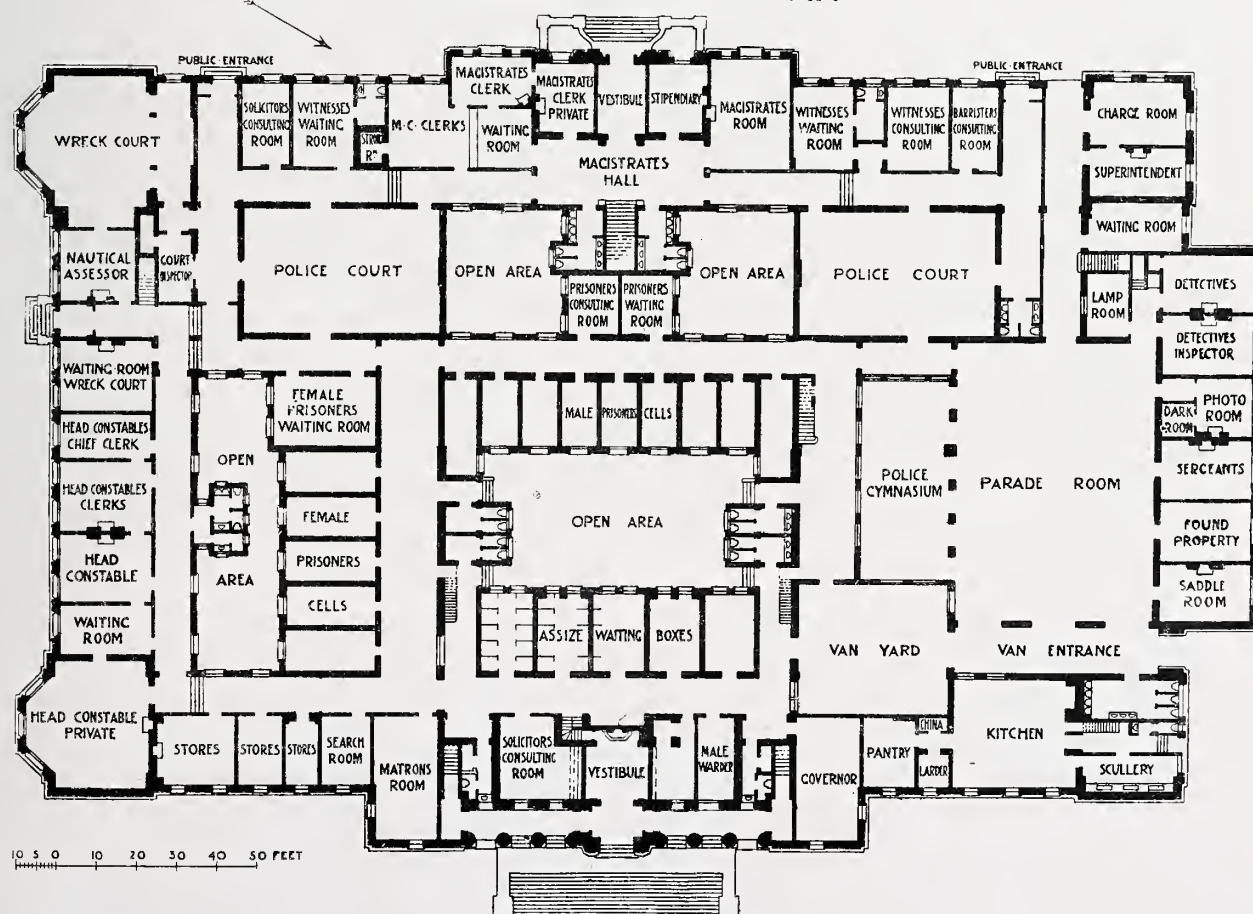 PUBLIC·ENTRANCE
PUBLIC·ENTRANCE
WRECK COURT
SOLICITORS
CONSULTING
ROOM
WITNESSES
WAITING
ROOM
STRONG
RM
M·C·CLERKS
MAGISTRATES
CLERK
WAITING
ROOM
MAGISTRATES
CLERK
PRIVATE
VESTIBULE
STIPENDIARY
MAGISTRATES
HALL
MAGISTRATES
ROOM
WITNESSES
WAITING
ROOM
WITNESSES
CONSULTING
ROOM
BARRISTERS
CONSULTING
ROOM
CHARGE ROOM
SUPERINTENDENT
WAITING ROOM
NAUTICAL
ASSESSOR
COURT
INSPECTOR
POLICE COURT
OPEN AREA
PRISONERS
CONSULTING
ROOM
PRISONERS
WAITING
ROOM
OPEN AREA
POLICE COURT
LAMP
ROOM
DETECTIVES
DETECTIVES
INSPECTOR
WAITING·ROOM
WRECK COURT
HEAD CONSTABLES
CHIEF CLERK
HEAD CONSTABLES
CLERKS
HEAD
CONSTABLE
WAITING
ROOM
HEAD CONSTABLE
PRIVATE
OPEN
AREA
FEMALE
PRISONERS
WAITING ROOM
FEMALE
PRISONERS
CELLS
MALE
PRISONERS
CELLS
OPEN AREA
ASSIZE
WAITING
BOXES
POLICE
GYMNASIUM
PARADE ROOM
PHOTO
ROOM
DARK
ROOM
SERGEANTS
FOUND
PROPERTY
SADDLE
ROOM
VAN YARD
VAN ENTRANCE
STORES
STORES
STORES
SEARCH
ROOM
MATRONS
ROOM
SOLICITORS
CONSULTING
ROOM
VESTIBULE
MALE
WARDER
GOVERNOR
PANTRY
CHINA
LARDER
KITCHEN
SCULLERY
10 5 0 10 20 30 40 50 FEET